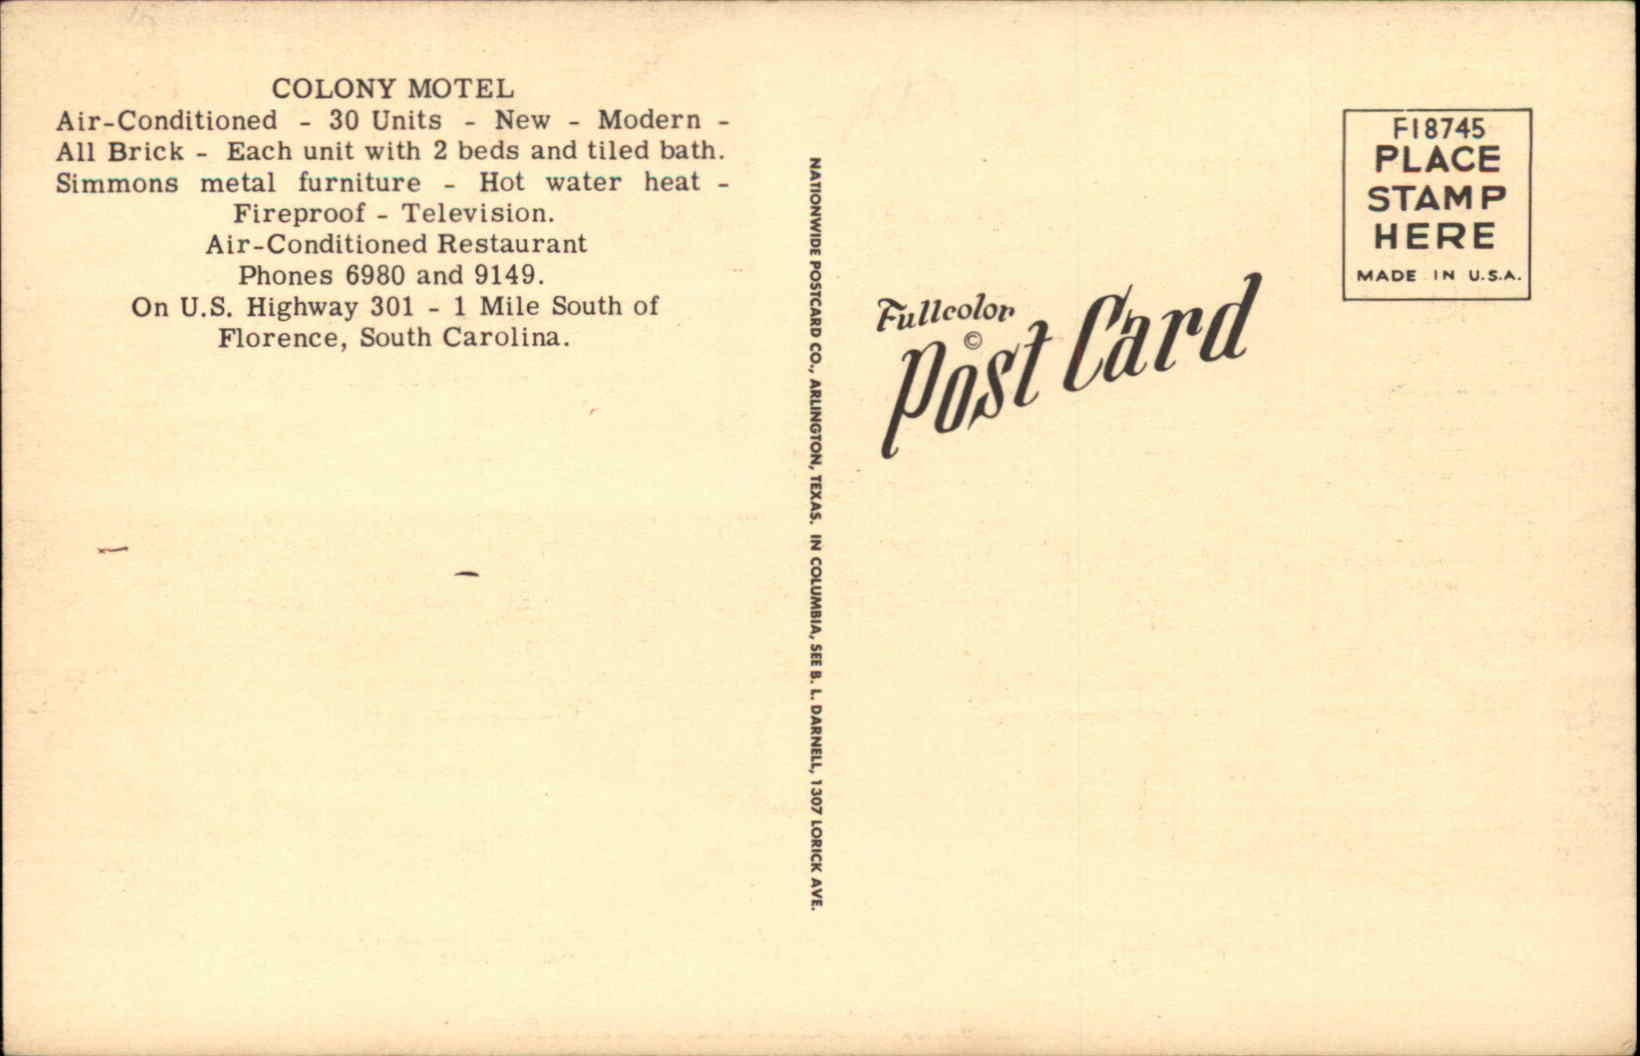 COLONY MOTEL
Air-Conditioned - 30 Units - New - Modern -
All Brick - Each unit with 2 beds and tiled bath.
Simmons metal furniture - Hot water heat -
Fireproof - Television.
Air-Conditioned Restaurant
Phones 6980 and 9149.
On U.S. Highway 301 - 1 Mile South of
Florence, South Carolina.
NATIONWIDE POSTCARD CO., ARLINGTON, TEXAS. IN COLUMBIA, SEE B. L. DARNELL, 1307 LORICK AVE.
Fullcolor
©
Post Card
F18745
PLACE
STAMP
HERE
MADE IN U.S.A.